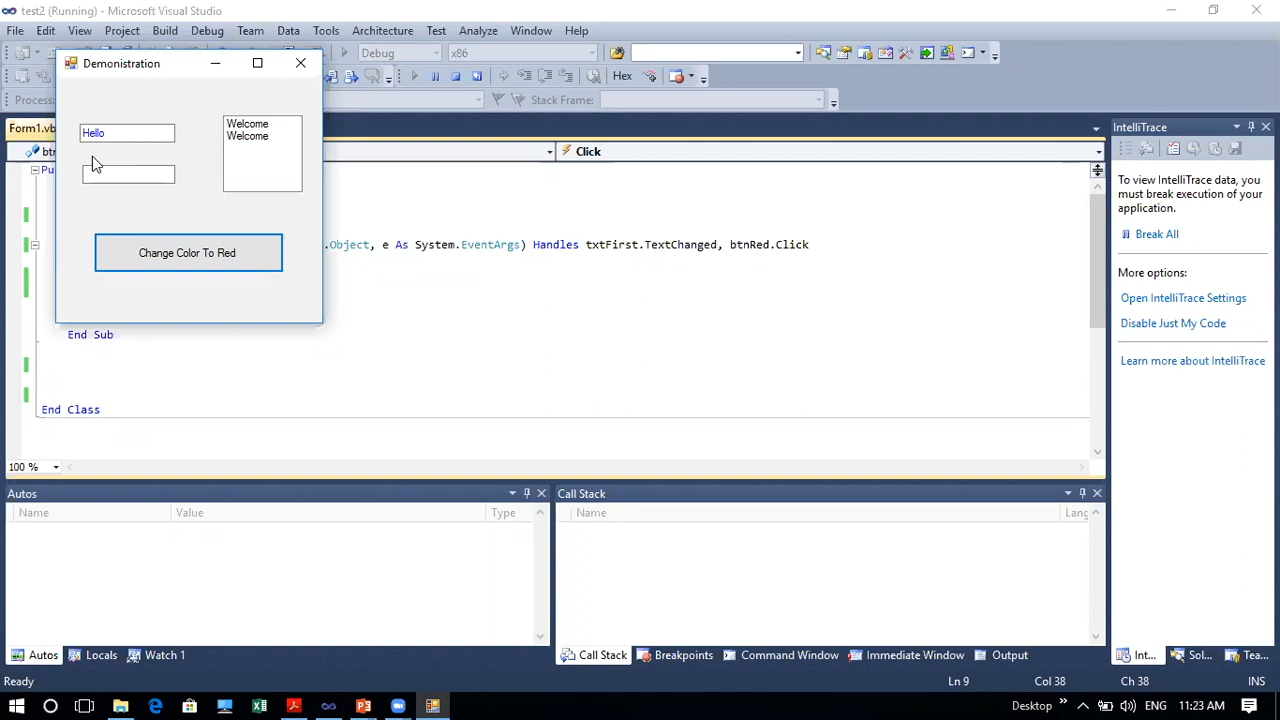 test2 (Running) - Microsoft Visual Studio
File Edit View Project Build Debug Team Data Tools Architecture Test Analyze Window Help
Debug x86
Hex
Process: Stack Frame:
Demonistration
Hello
Welcome
Welcome
Change Color To Red
Form1.vb
Click
.Object, e As System.EventArgs) Handles txtFirst.TextChanged, btnRed.Click
End Sub
End Class
100 %
IntelliTrace
To view IntelliTrace data, you
must break execution of your
application.
Break All
More options:
Open IntelliTrace Settings
Disable Just My Code
Learn more about IntelliTrace
Autos
Name Value Type
Call Stack
Name Lang
Autos Locals Watch 1
Call Stack Breakpoints Command Window Immediate Window Output
Int... Sol... Tea...
Ready Ln 9 Col 38 Ch 38 INS
Desktop ENG 11:23 AM